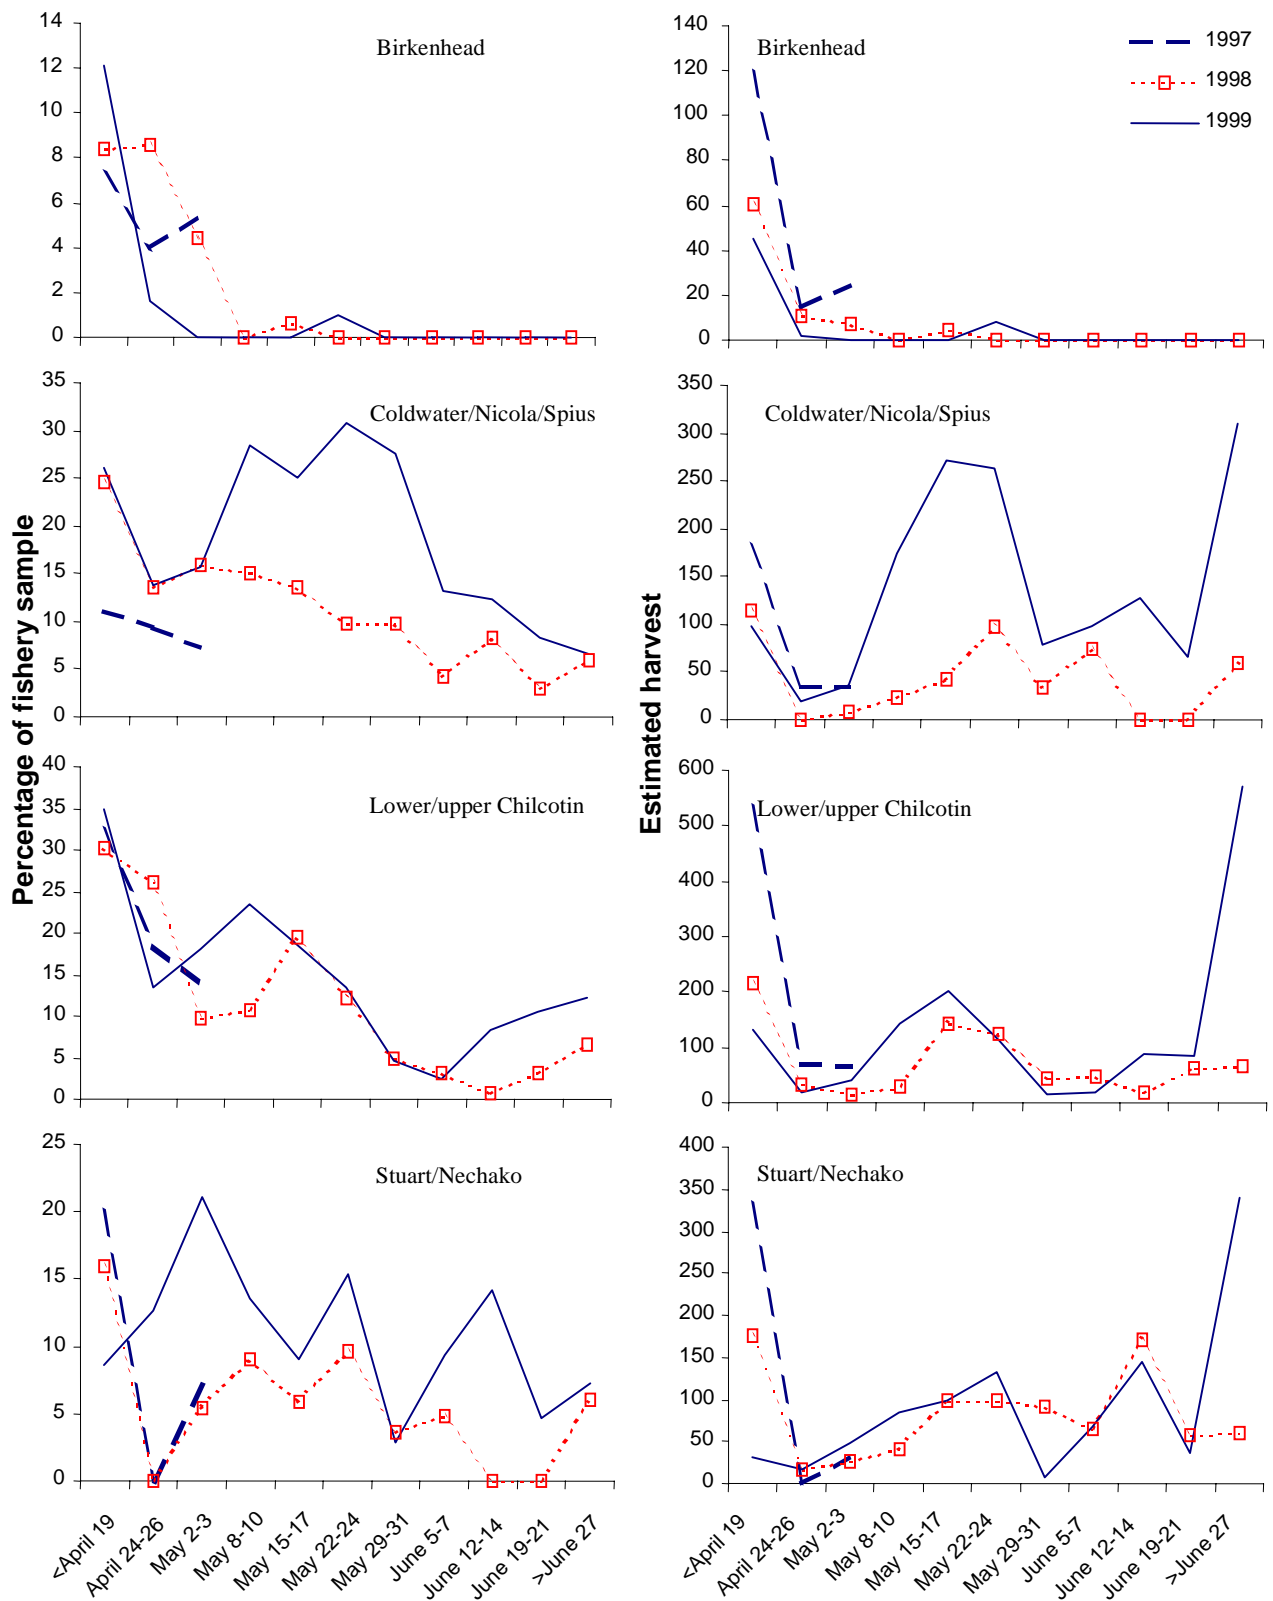 Percentage of fishery sample
Birkenhead
14
12
10
8
6
4
2
0
Coldwater/Nicola/Spius
35
30
25
20
15
10
5
0
Lower/upper Chilcotin
40
35
30
25
20
15
10
5
0
Stuart/Nechako
25
20
15
10
5
0
<April 19
April 24-26
May 2-3
May 8-10
May 15-17
May 22-24
May 29-31
June 5-7
June 12-14
June 19-21
>June 27
Estimated harvest
Birkenhead
1997
1998
1999
140
120
100
80
60
40
20
0
Coldwater/Nicola/Spius
350
300
250
200
150
100
50
0
Lower/upper Chilcotin
600
500
400
300
200
100
0
Stuart/Nechako
400
350
300
250
200
150
100
50
0
<April 19
April 24-26
May 2-3
May 8-10
May 15-17
May 22-24
May 29-31
June 5-7
June 12-14
June 19-21
>June 27